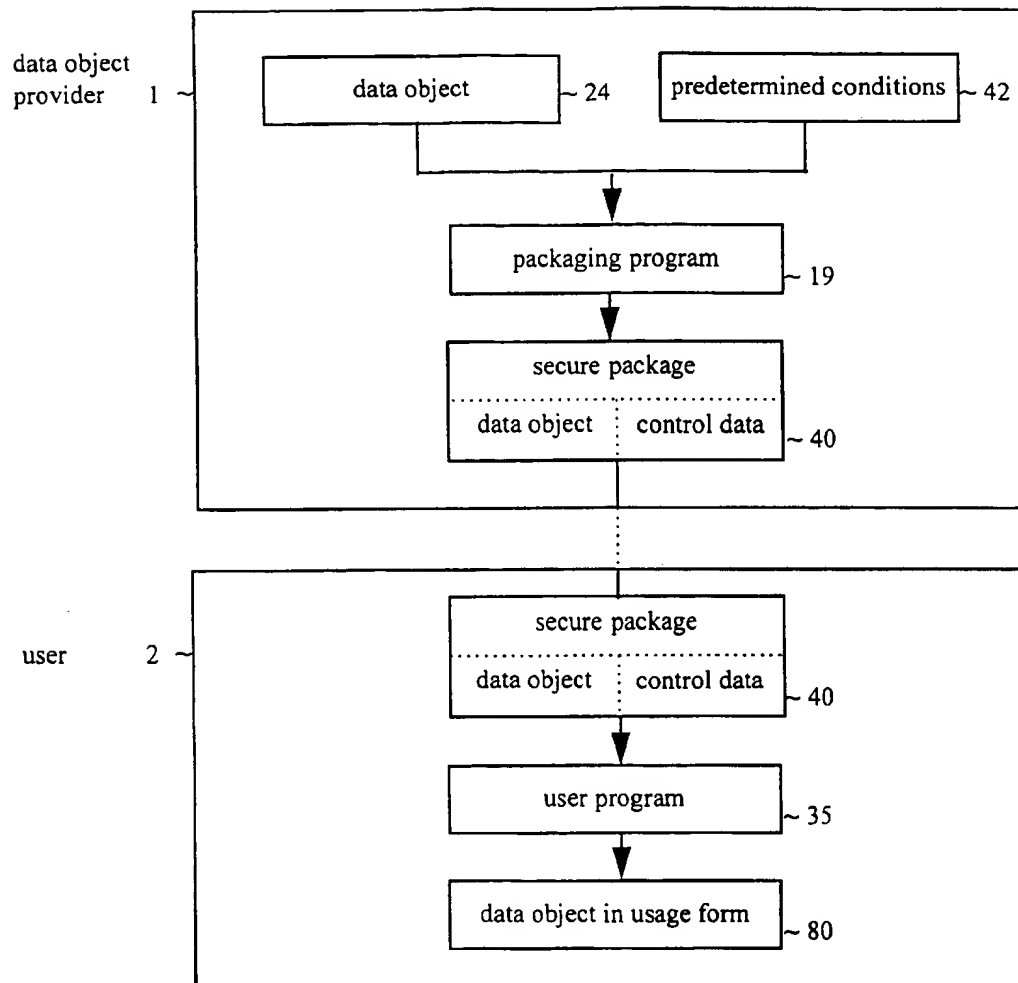 data object
provider 1 ~
data object ~ 24
predetermined conditions ~ 42
packaging program ~ 19
secure package
data object control data ~ 40
user 2 ~
secure package
data object control data ~ 40
user program ~ 35
data object in usage form ~ 80